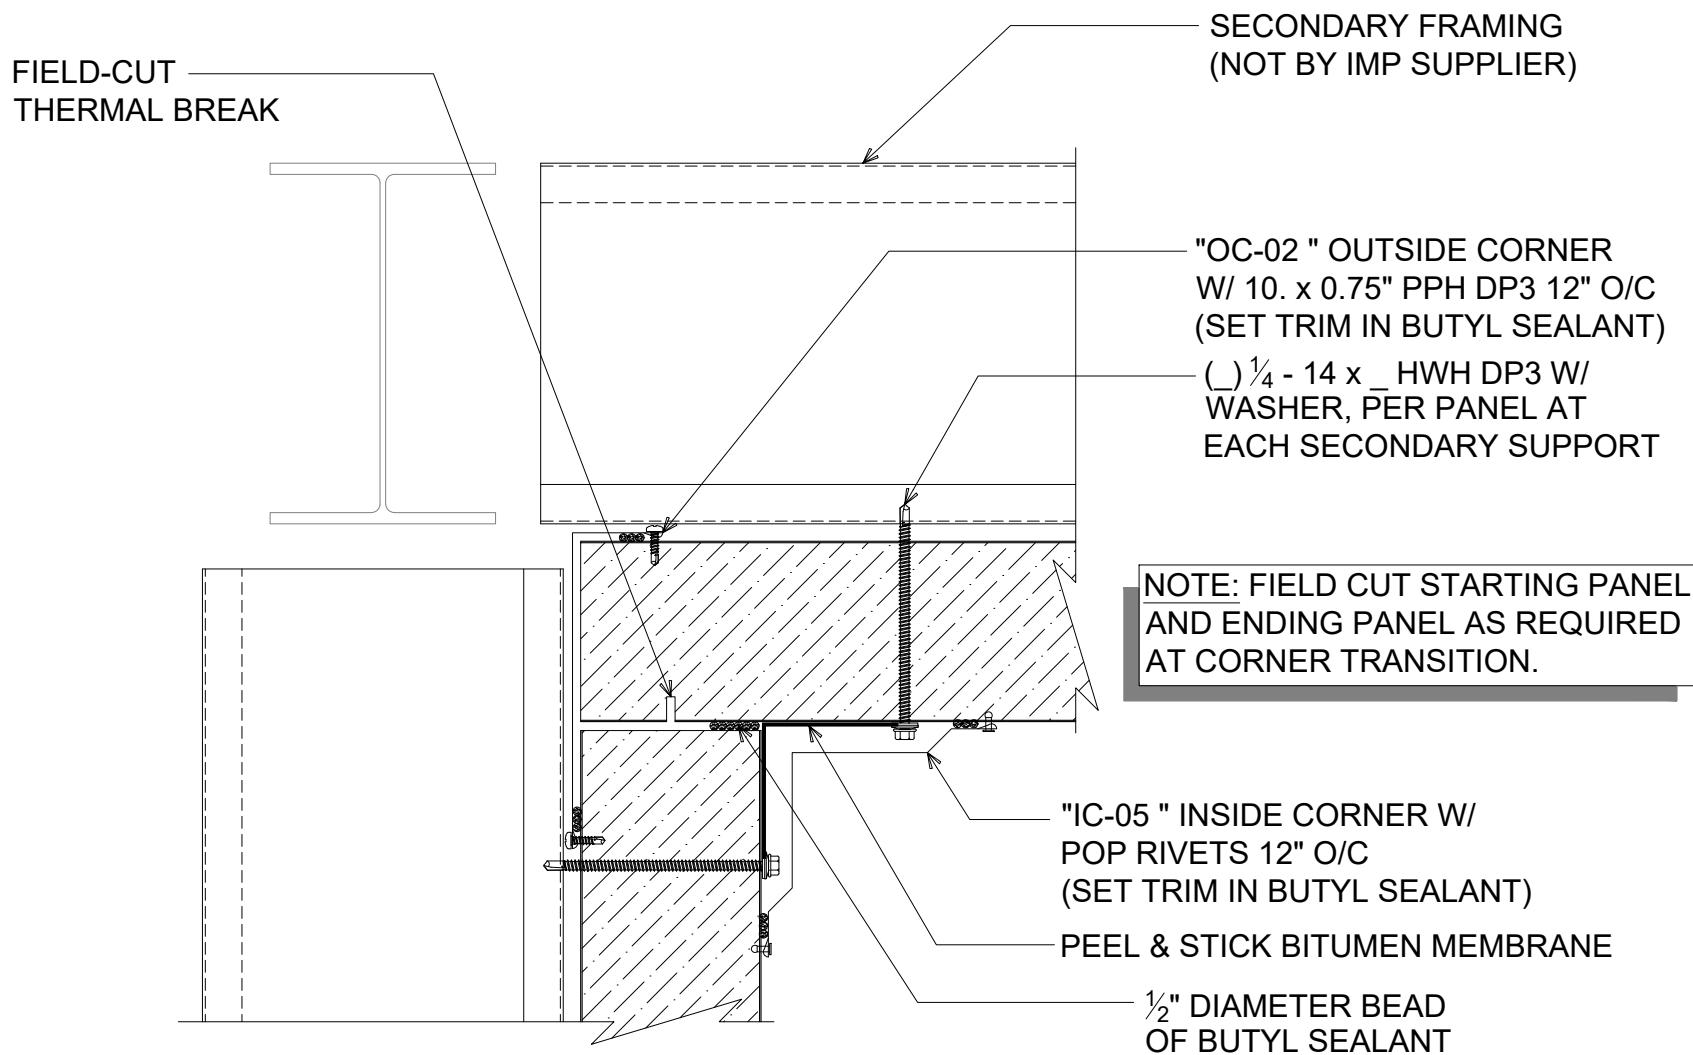 SECONDARY FRAMING
(NOT BY IMP SUPPLIER)
FIELD-CUT
THERMAL BREAK
"OC-02 " OUTSIDE CORNER
W/ 10. x 0.75" PPH DP3 12" O/C
(SET TRIM IN BUTYL SEALANT)
(_) 1/4 - 14 x _ HWH DP3 W/
WASHER, PER PANEL AT
EACH SECONDARY SUPPORT
NOTE: FIELD CUT STARTING PANEL
AND ENDING PANEL AS REQUIRED
AT CORNER TRANSITION.
"IC-05 " INSIDE CORNER W/
POP RIVETS 12" O/C
(SET TRIM IN BUTYL SEALANT)
PEEL & STICK BITUMEN MEMBRANE
1/2" DIAMETER BEAD
OF BUTYL SEALANT